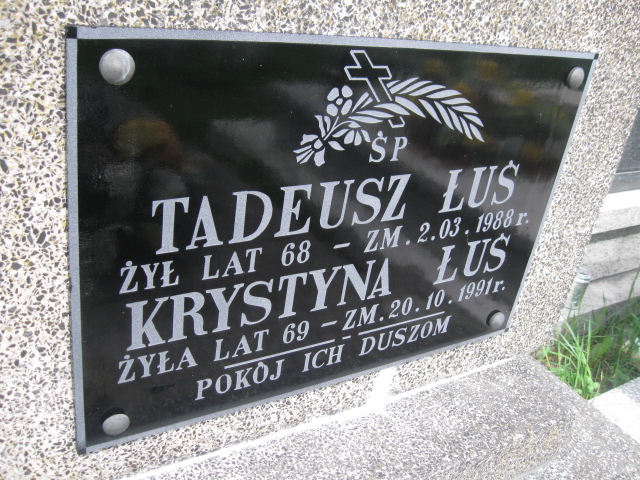 ŚP
TADEUSZ ŁUŚ
ŻYŁ LAT 68 - ZM. 2.03.1988 r.
KRYSTYNA ŁUŚ
ŻYŁA LAT 69 - ZM. 20.10.1991 r.
POKÓJ ICH DUSZOM